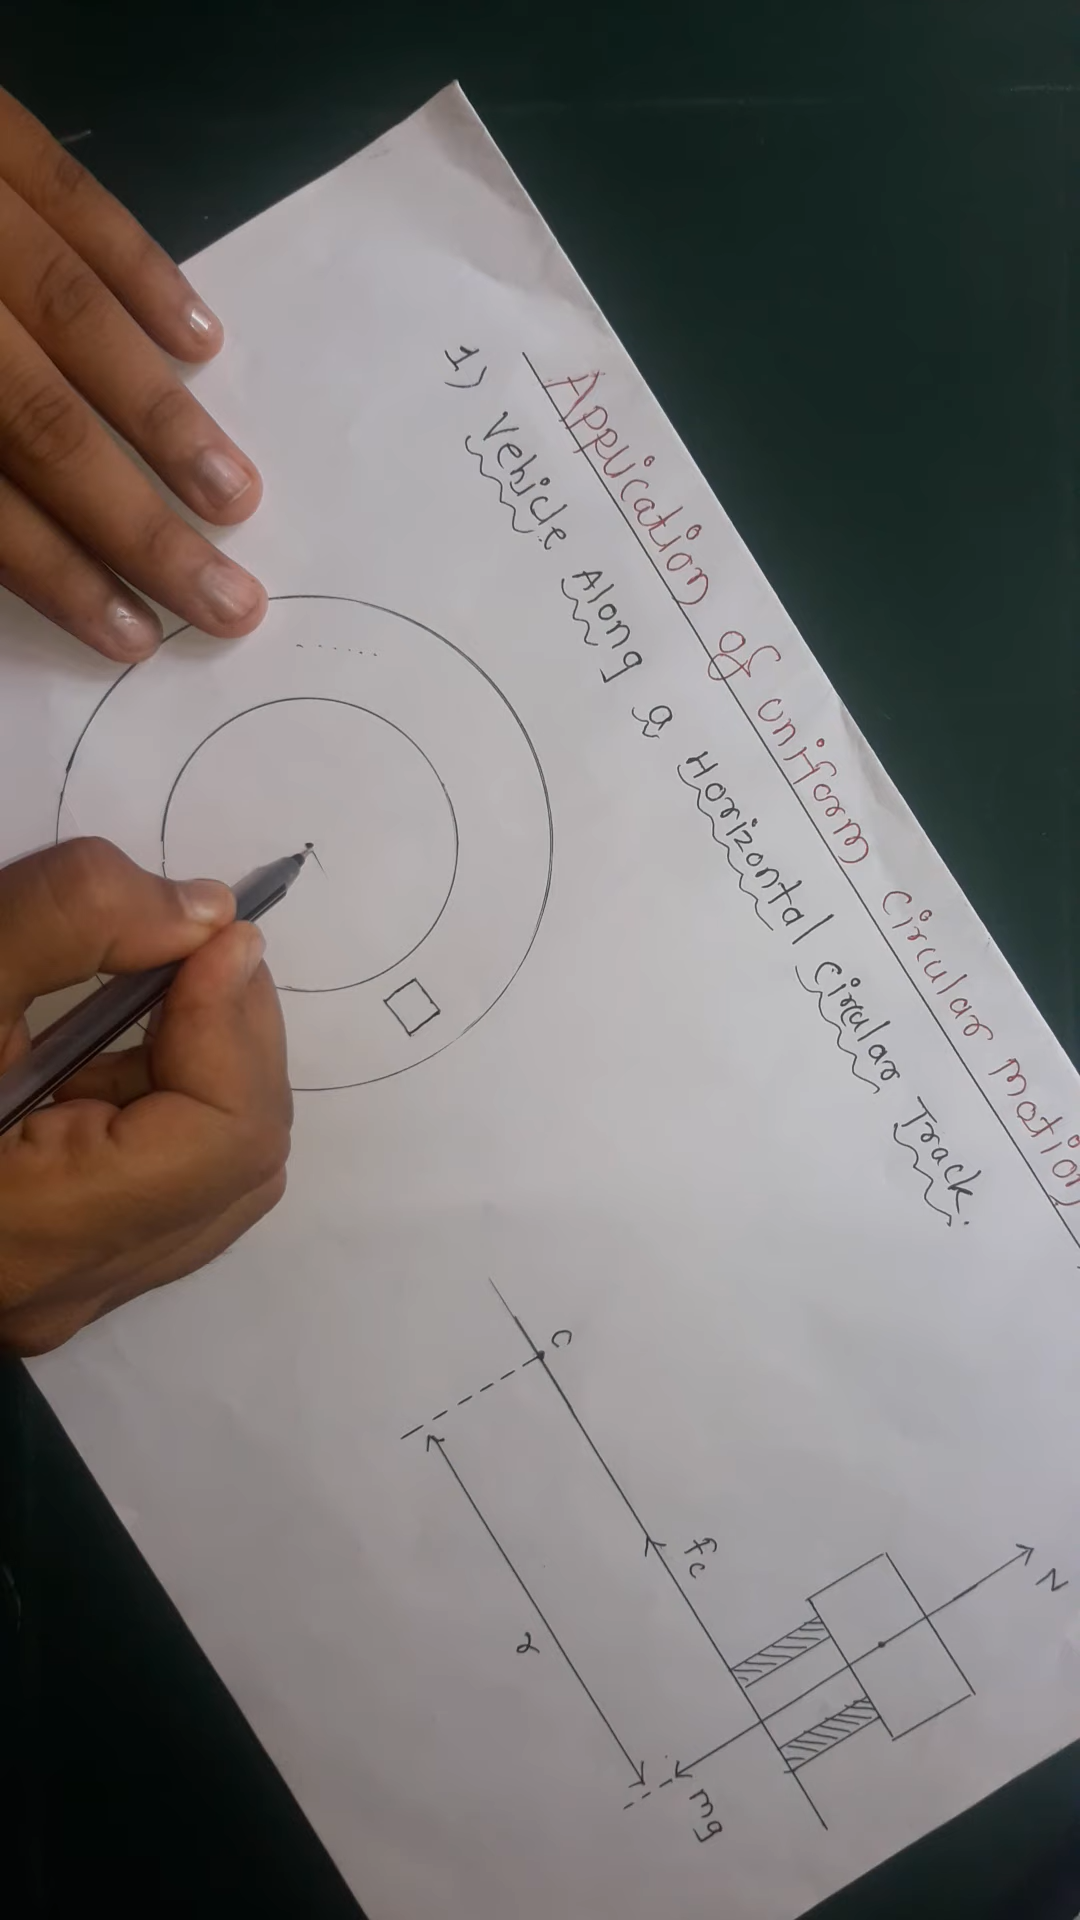 Application of uniform circular motion
1) Vehicle Along a Horizontal Circular Track.
N
fc
C
r
mg